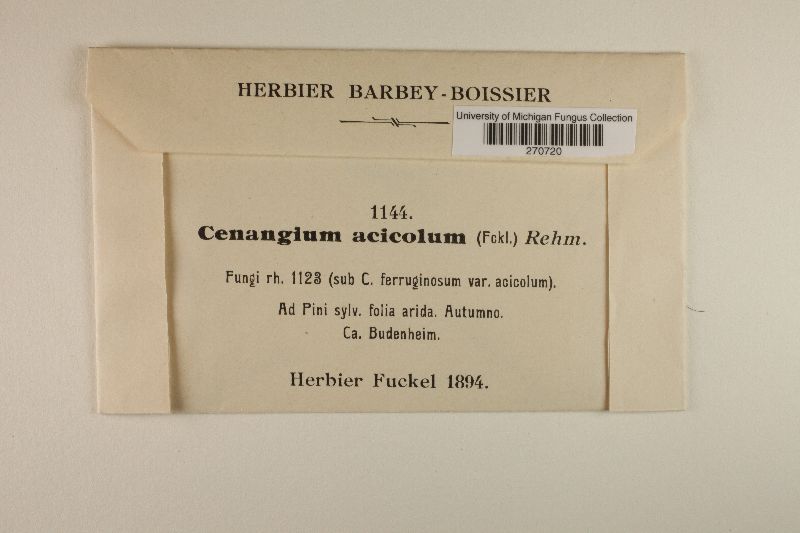 HERBIER BARBEY-BOISSIER
University of Michigan Fungus Collection
270720
1144.
Cenangium acicolum (Fckl.) Rehm.
Fungi rh. 1123 (sub C. ferruginosum var. acicolum).
Ad Pini sylv. folia arida. Autumno.
Ca. Budenheim.
Herbier Fuckel 1894.